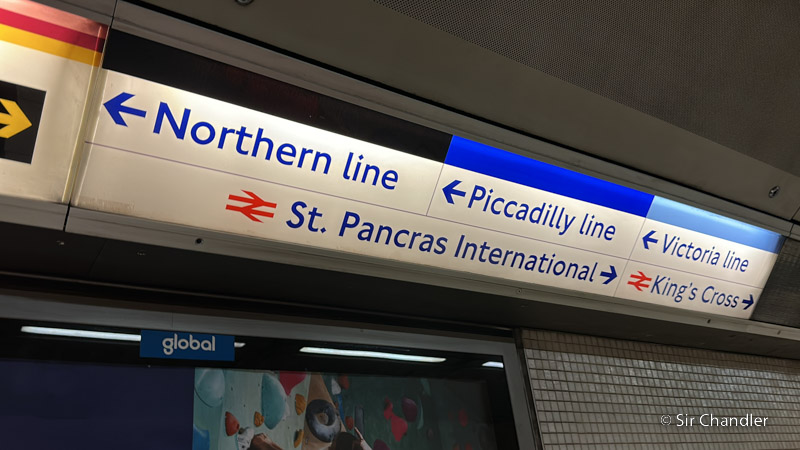 Northern line
Piccadilly line
Victoria line
St. Pancras International
King's Cross
global
© Sir Chandler